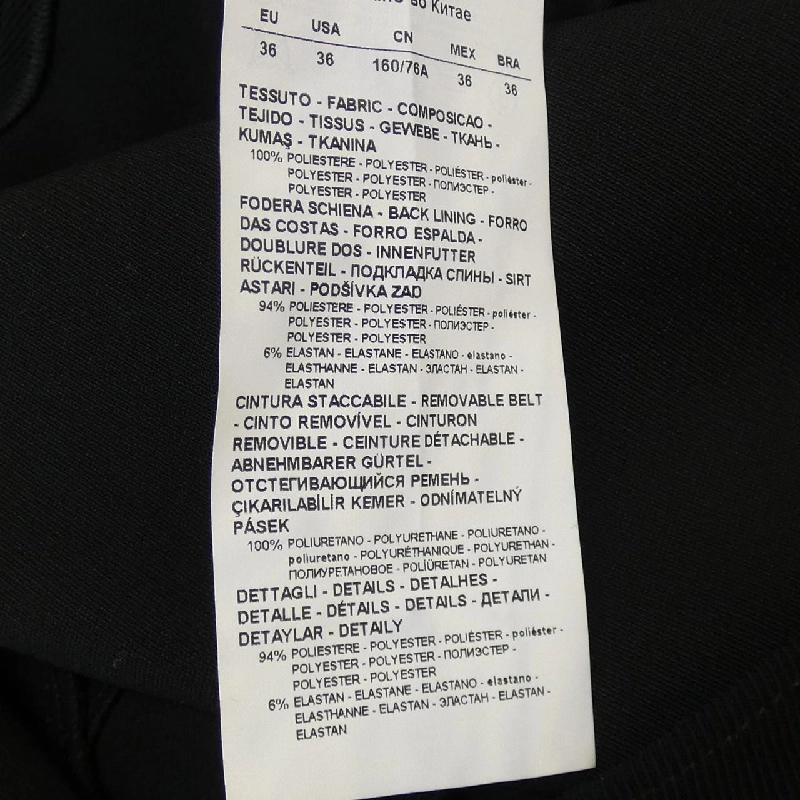 во Китае
EU USA CN MEX BRA
36 36 160/76A 36 36
TESSUTO - FABRIC - COMPOSICAO -
TEJIDO - TISSUS - GEWEBE - ТКАНЬ -
KUMAŞ - TKANINA
100% POLIESTERE - POLYESTER - POLIÉSTER - poliéster -
POLYESTER - POLYESTER - ПОЛИЭСТЕР -
POLYESTER - POLYESTER
FODERA SCHIENA - BACK LINING - FORRO
DAS COSTAS - FORRO ESPALDA -
DOUBLURE DOS - INNENFUTTER
RÜCKENTEIL - ПОДКЛАДКА СПИНЫ - SIRT
ASTARI - PODŠÍVKA ZAD
94% POLIESTERE - POLYESTER - POLIÉSTER - poliéster -
POLYESTER - POLYESTER - ПОЛИЭСТЕР -
POLYESTER - POLYESTER
6% ELASTAN - ELASTANE - ELASTANO - elastano -
ELASTHANNE - ELASTAN - ЭЛАСТАН - ELASTAN -
ELASTAN
CINTURA STACCABILE - REMOVABLE BELT
- CINTO REMOVÍVEL - CINTURON
REMOVIBLE - CEINTURE DÉTACHABLE -
ABNEHMBARER GÜRTEL -
ОТСТЕГИВАЮЩИЙСЯ РЕМЕНЬ -
ÇIKARILABİLİR KEMER - ODNÍMATELNÝ
PÁSEK
100% POLIURETANO - POLYURETHANE - POLIURETANO -
poliuretano - POLYURÉTHANIQUE - POLYURETHAN -
ПОЛИУРЕТАНОВОЕ - POLİÜRETAN - POLYURETAN
DETTAGLI - DETAILS - DETALHES -
DETALLE - DÉTAILS - DETAILS - ДЕТАЛИ -
DETAYLAR - DETAILY
94% POLIESTERE - POLYESTER - POLIÉSTER - poliéster -
POLYESTER - POLYESTER - ПОЛИЭСТЕР -
POLYESTER - POLYESTER
6% ELASTAN - ELASTANE - ELASTANO - elastano -
ELASTHANNE - ELASTAN - ЭЛАСТАН - ELASTAN -
ELASTAN